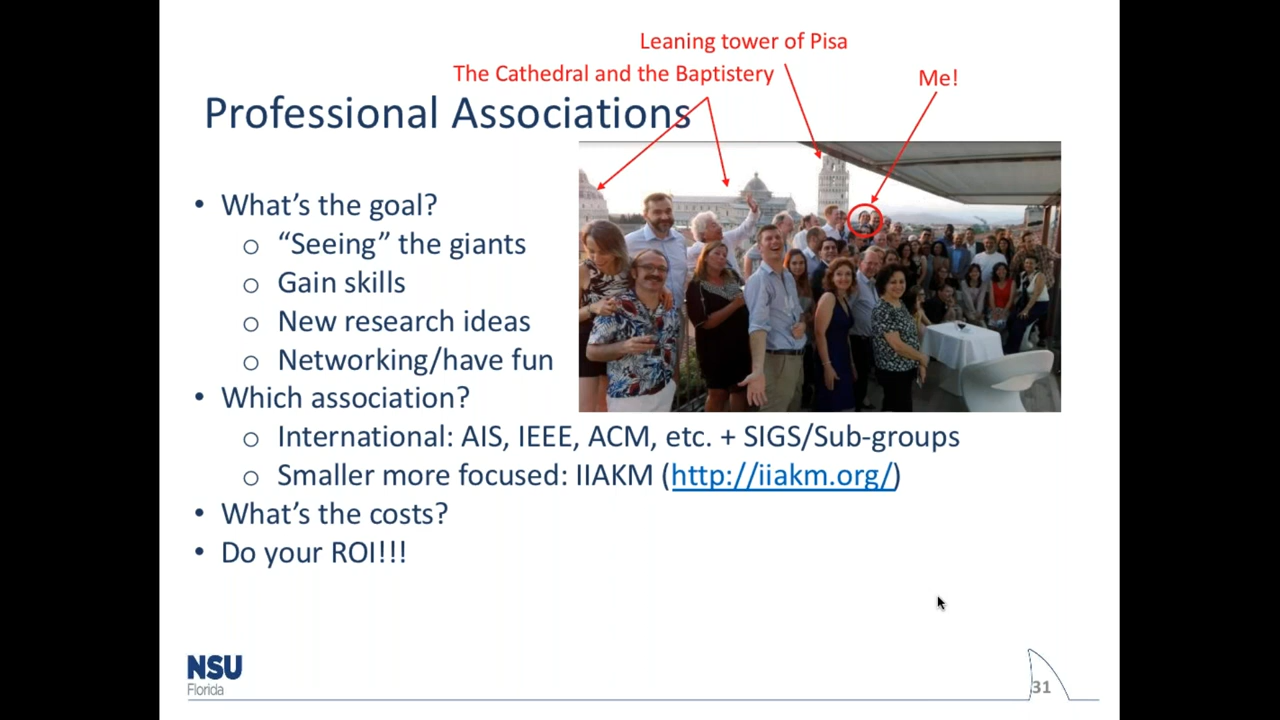 Leaning tower of Pisa
The Cathedral and the Baptistery
Me!
Professional Associations
• What’s the goal?
o “Seeing” the giants
o Gain skills
o New research ideas
o Networking/have fun
• Which association?
o International: AIS, IEEE, ACM, etc. + SIGS/Sub-groups
o Smaller more focused: IIAKM (http://iiakm.org/)
• What’s the costs?
• Do your ROI!!!
NSU
Florida
31